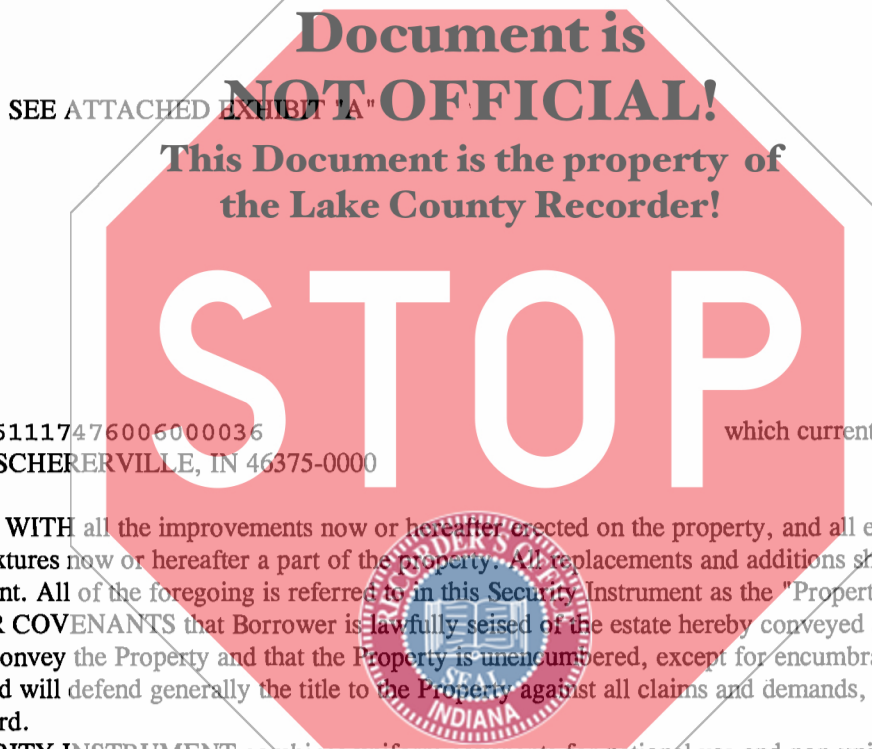 Document is
NOT OFFICIAL!
SEE ATTACHED EXHIBIT "A"
This Document is the property of
the Lake County Recorder!
STOP
51117476006000036 which current
SCHERERVILLE, IN 46375-0000
WITH all the improvements now or hereafter erected on the property, and all e
xtures now or hereafter a part of the property. All replacements and additions sh
nt. All of the foregoing is referred to in this Security Instrument as the "Propert
R COVENANTS that Borrower is lawfully seised of the estate hereby conveyed
onvey the Property and that the Property is unencumbered, except for encumbra
d will defend generally the title to the Property against all claims and demands,
rd.
RECORDER'S OFFICE
SEAL
INDIANA